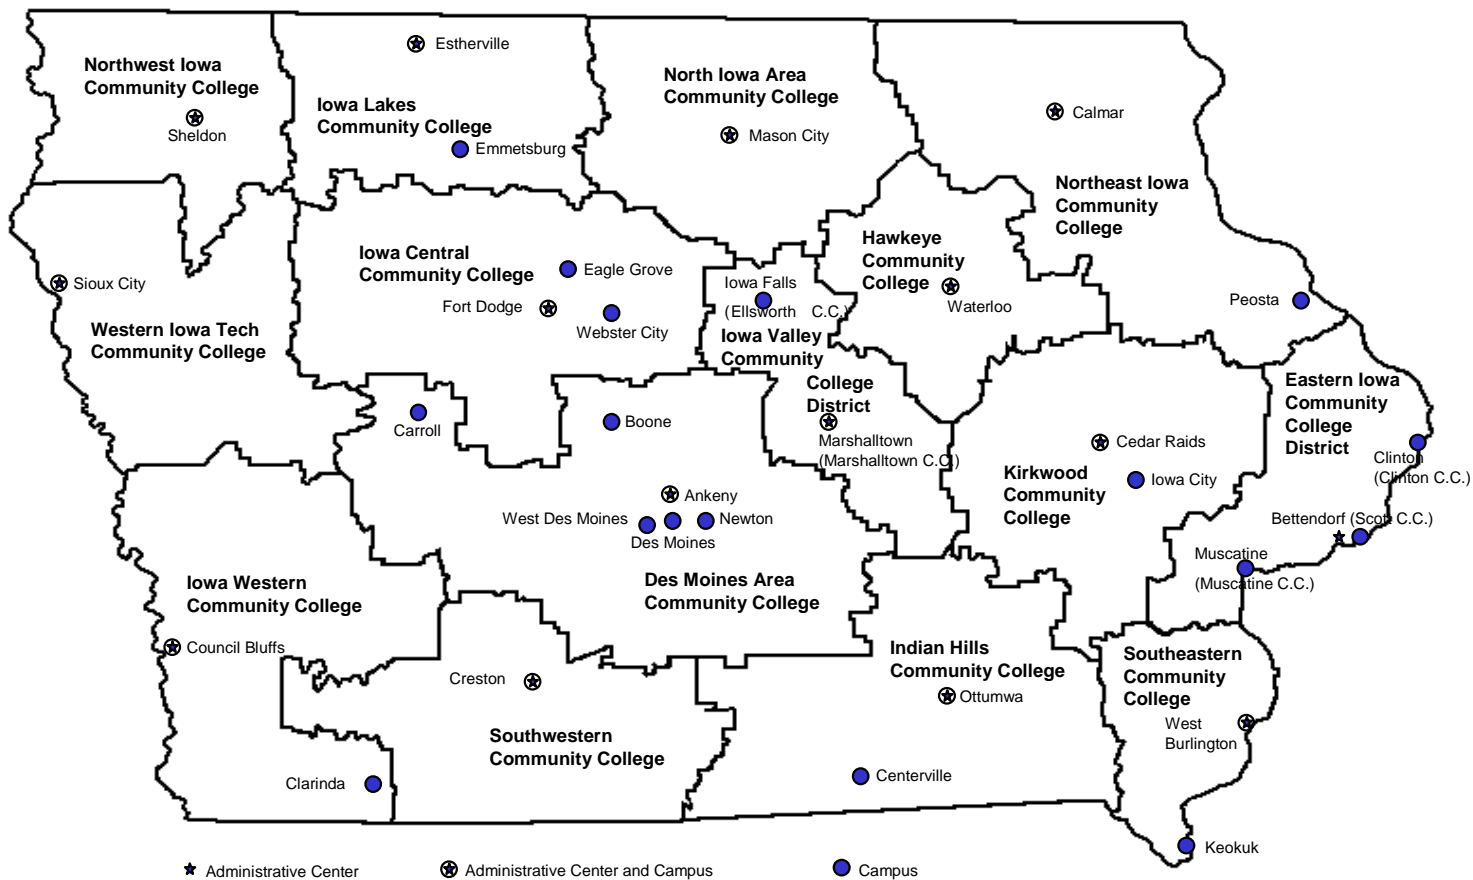 Northwest Iowa
Community College
Sheldon
Estherville
Iowa Lakes
Community College
Emmetsburg
North Iowa Area
Community College
Mason City
Calmar
Northeast Iowa
Community
College
Peosta
Sioux City
Western Iowa Tech
Community College
Iowa Central
Community College
Eagle Grove
Fort Dodge
Webster City
Iowa Falls
(Ellsworth C.C.)
Iowa Valley
Community
College
District
Marshalltown
(Marshalltown C.C.)
Hawkeye
Community
College
Waterloo
Carroll
Boone
Ankeny
West Des Moines
Newton
Des Moines
Des Moines Area
Community College
Cedar Raids
Iowa City
Kirkwood
Community
College
Eastern Iowa
Community
College
District
Clinton
(Clinton C.C.)
Bettendorf (Scott C.C.)
Muscatine
(Muscatine C.C.)
Iowa Western
Community College
Council Bluffs
Clarinda
Creston
Southwestern
Community College
Indian Hills
Community College
Ottumwa
Centerville
Southeastern
Community
College
West
Burlington
Keokuk
Administrative Center
Administrative Center and Campus
Campus